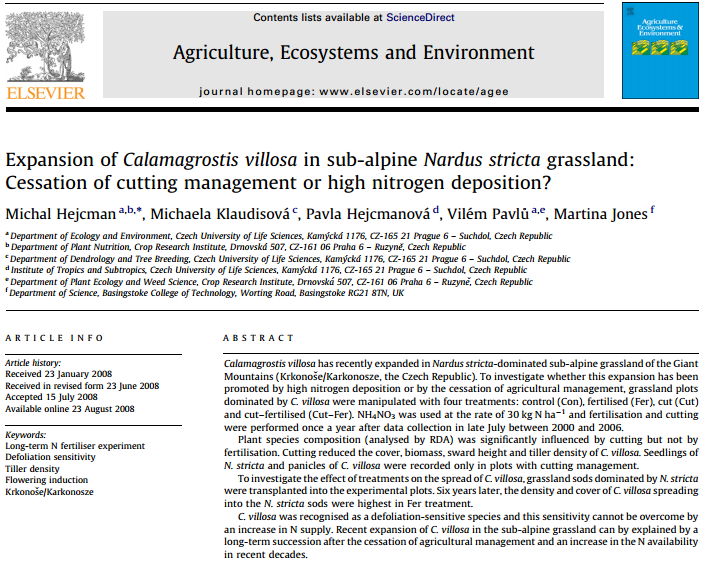 Contents lists available at ScienceDirect
Agriculture, Ecosystems and Environment
journal homepage: www.elsevier.com/locate/agee
ELSEVIER
Agriculture
Ecosystems &
Environment
Expansion of Calamagrostis villosa in sub-alpine Nardus stricta grassland:
Cessation of cutting management or high nitrogen deposition?
Michal Hejcman a,b,*, Michaela Klaudisová c, Pavla Hejcmanová d, Vilém Pavlů a,e, Martina Jones f
a Department of Ecology and Environment, Czech University of Life Sciences, Kamýcká 1176, CZ-165 21 Prague 6 – Suchdol, Czech Republic
b Department of Plant Nutrition, Crop Research Institute, Drnovská 507, CZ-161 06 Praha 6 – Ruzyně, Czech Republic
c Department of Dendrology and Tree Breeding, Czech University of Life Sciences, Kamýcká 1176, CZ-165 21 Prague 6 – Suchdol, Czech Republic
d Institute of Tropics and Subtropics, Czech University of Life Sciences, Kamýcká 1176, CZ-165 21 Prague 6 – Suchdol, Czech Republic
e Department of Plant Ecology and Weed Science, Crop Research Institute, Drnovská 507, CZ-161 06 Praha 6 – Ruzyně, Czech Republic
f Department of Science, Basingstoke College of Technology, Worting Road, Basingstoke RG21 8TN, UK
ARTICLE INFO
Article history:
Received 23 January 2008
Received in revised form 23 June 2008
Accepted 15 July 2008
Available online 23 August 2008
Keywords:
Long-term N fertiliser experiment
Defoliation sensitivity
Tiller density
Flowering induction
Krkonoše/Karkonosze
ABSTRACT
Calamagrostis villosa has recently expanded in Nardus stricta-dominated sub-alpine grassland of the Giant
Mountains (Krkonoše/Karkonosze, the Czech Republic). To investigate whether this expansion has been
promoted by high nitrogen deposition or by the cessation of agricultural management, grassland plots
dominated by C. villosa were manipulated with four treatments: control (Con), fertilised (Fer), cut (Cut)
and cut–fertilised (Cut–Fer). NH4NO3 was used at the rate of 30 kg N ha−1 and fertilisation and cutting
were performed once a year after data collection in late July between 2000 and 2006.
Plant species composition (analysed by RDA) was significantly influenced by cutting but not by
fertilisation. Cutting reduced the cover, biomass, sward height and tiller density of C. villosa. Seedlings of
N. stricta and panicles of C. villosa were recorded only in plots with cutting management.
To investigate the effect of treatments on the spread of C. villosa, grassland sods dominated by N. stricta
were transplanted into the experimental plots. Six years later, the density and cover of C. villosa spreading
into the N. stricta sods were highest in Fer treatment.
C. villosa was recognised as a defoliation-sensitive species and this sensitivity cannot be overcome by
an increase in N supply. Recent expansion of C. villosa in the sub-alpine grassland can by explained by a
long-term succession after the cessation of agricultural management and an increase in the N availability
in recent decades.